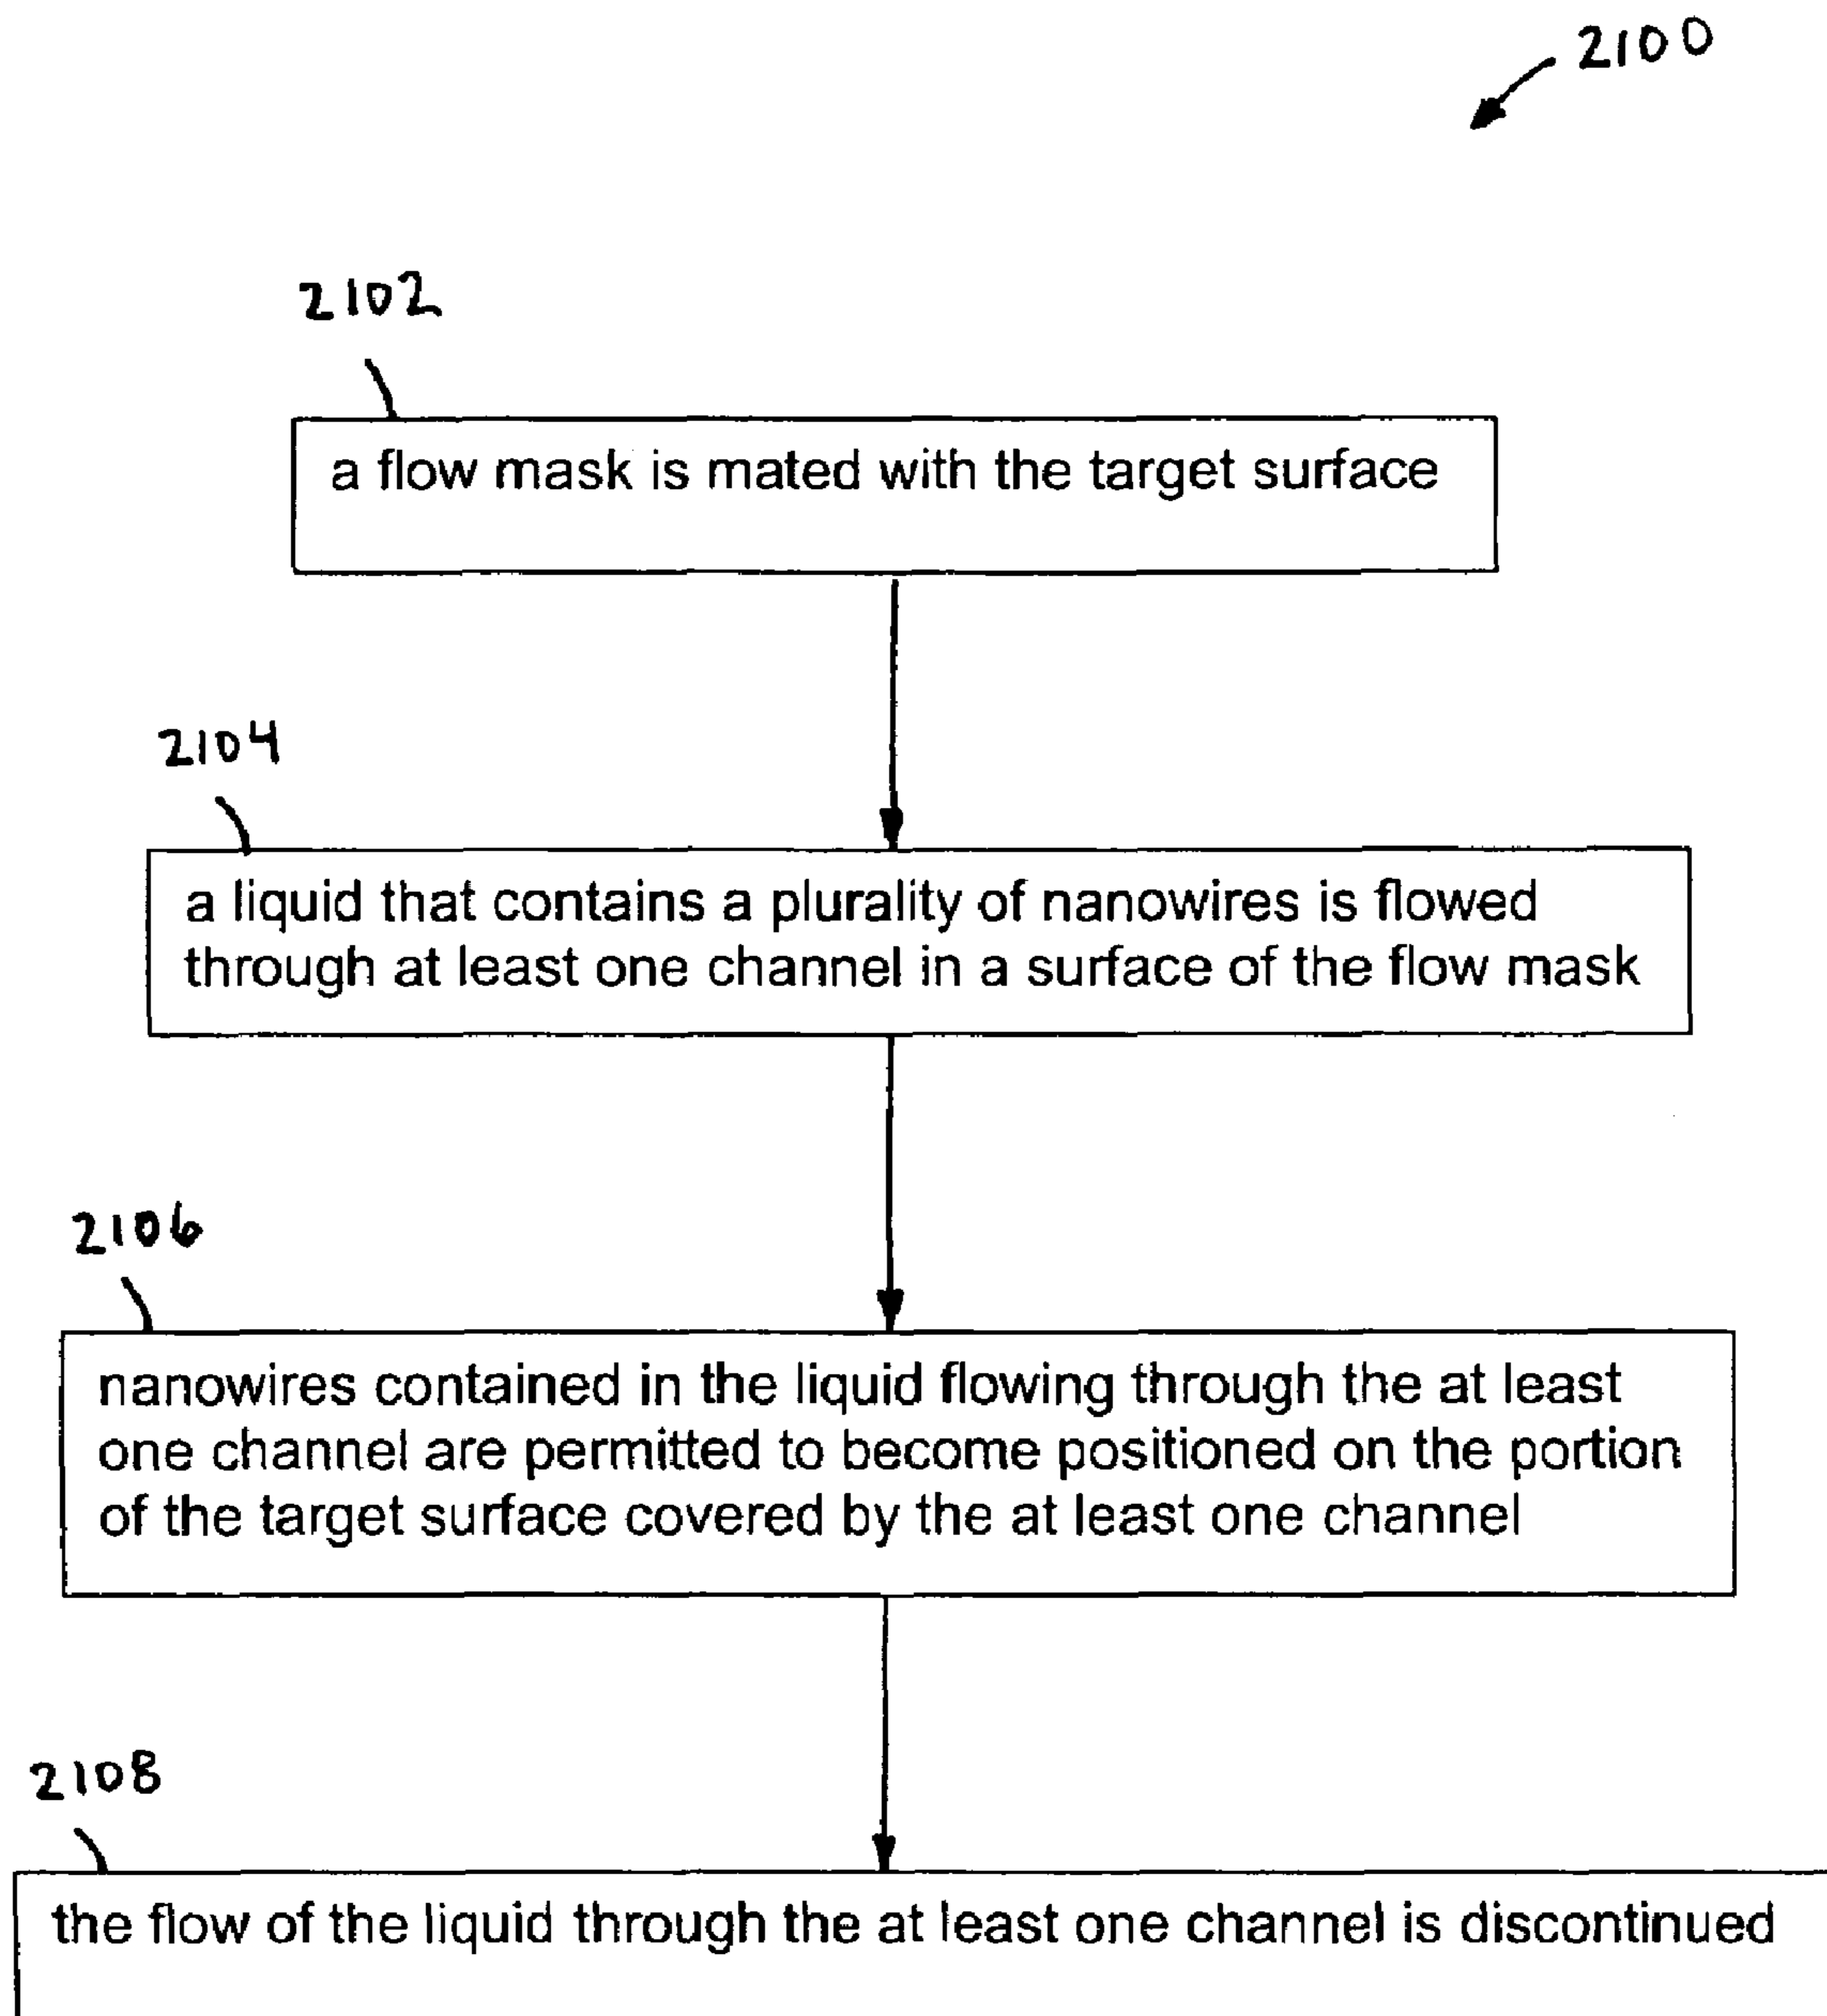 2100
2102
a flow mask is mated with the target surface
2104
a liquid that contains a plurality of nanowires is flowed
through at least one channel in a surface of the flow mask
2106
nanowires contained in the liquid flowing through the at least
one channel are permitted to become positioned on the portion
of the target surface covered by the at least one channel
2108
the flow of the liquid through the at least one channel is discontinued